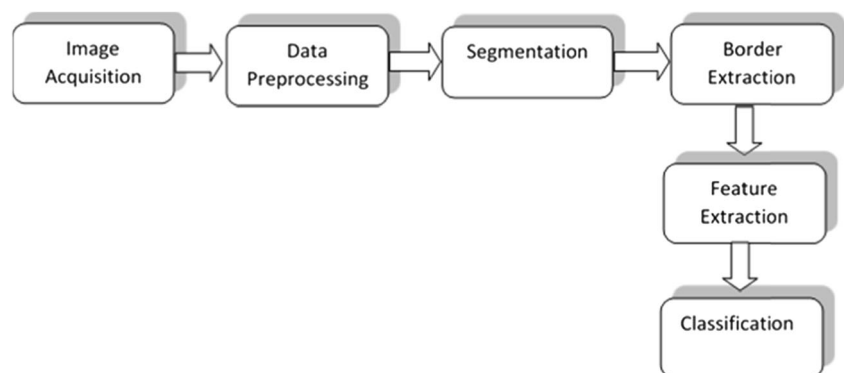 Image
Acquisition
Data
Preprocessing
Segmentation
Border
Extraction
Feature
Extraction
Classification